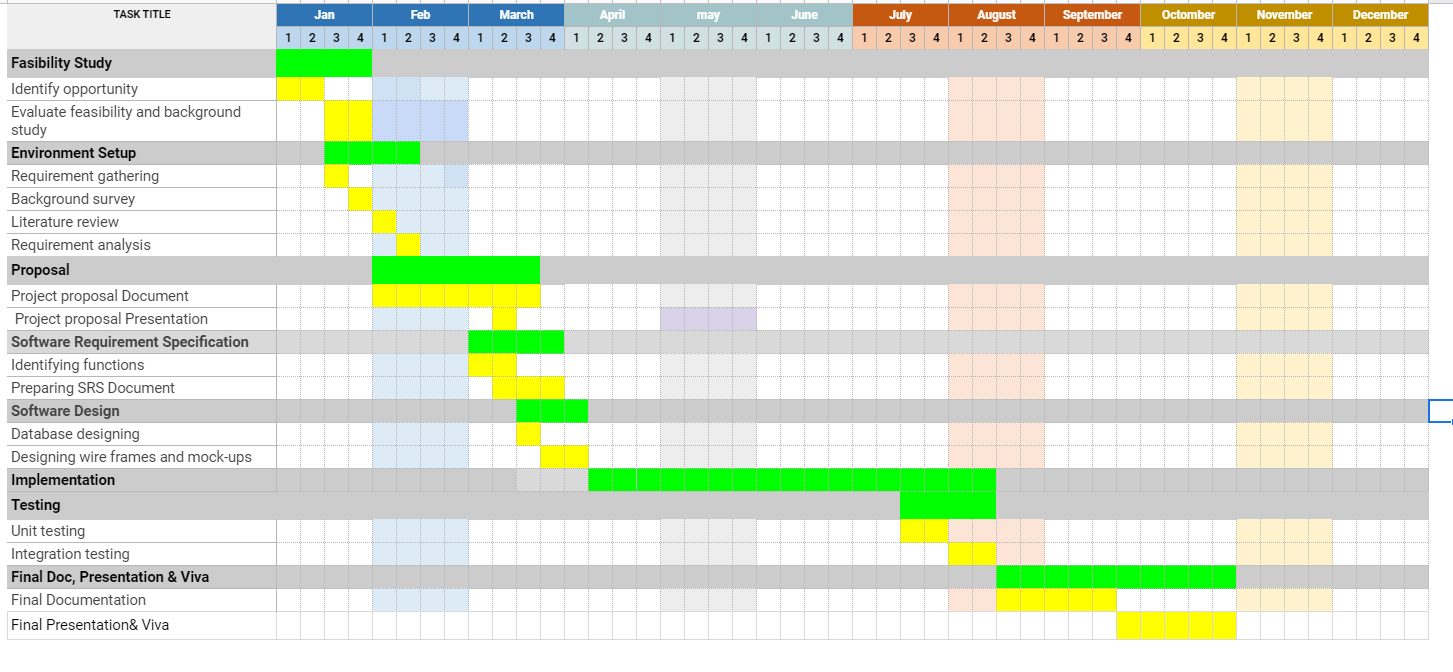 TASK TITLE Jan Feb March April may June July August September Octomber November December
1 2 3 4 1 2 3 4 1 2 3 4 1 2 3 4 1 2 3 4 1 2 3 4 1 2 3 4 1 2 3 4 1 2 3 4 1 2 3 4 1 2 3 4 1 2 3 4
Fasibility Study
Identify opportunity
Evaluate feasibility and background
study
Environment Setup
Requirement gathering
Background survey
Literature review
Requirement analysis
Proposal
Project proposal Document
Project proposal Presentation
Software Requirement Specification
Identifying functions
Preparing SRS Document
Software Design
Database designing
Designing wire frames and mock-ups
Implementation
Testing
Unit testing
Integration testing
Final Doc, Presentation & Viva
Final Documentation
Final Presentation& Viva